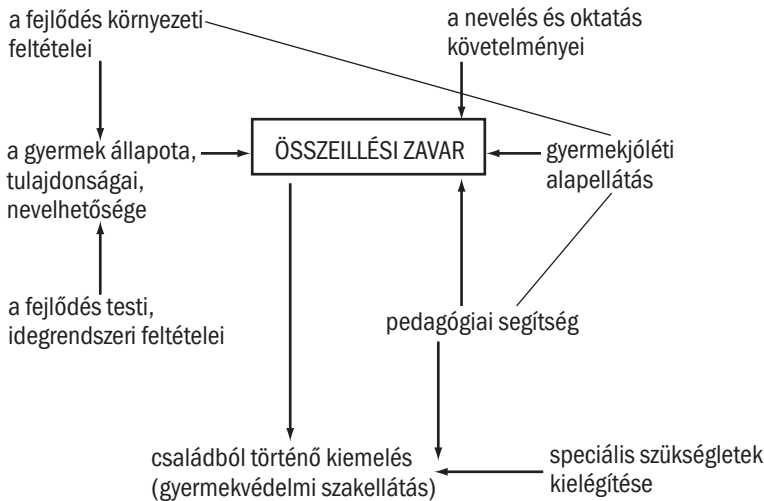 a fejlődés környezeti
feltételei
a nevelés és oktatás
követelményei
a gyermek állapota,
tulajdonságai,
nevelhetősége
ÖSSZEILLÉSI ZAVAR
gyermekjóléti
alapellátás
a fejlődés testi,
idegrendszeri feltételei
pedagógiai segítség
családból történő kiemelés
(gyermekvédelmi szakellátás)
speciális szükségletek
kielégítése